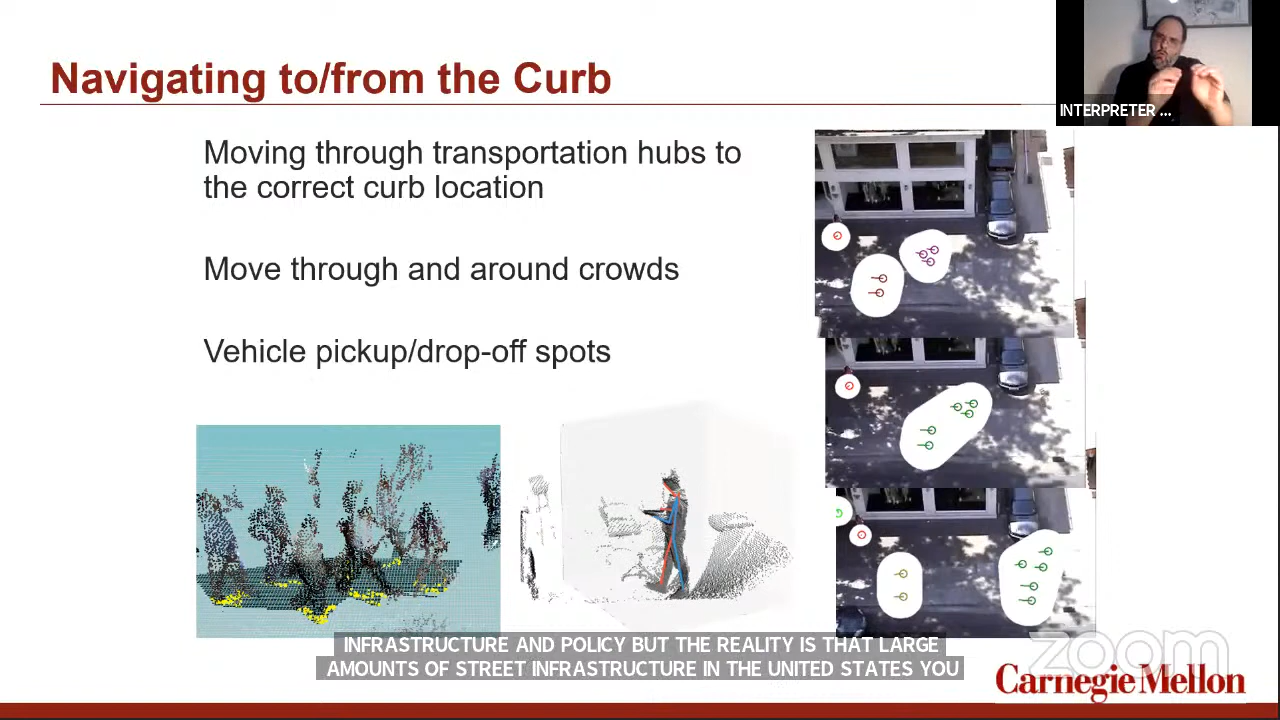 Navigating to/from the Curb
INTERPRETER ...
Moving through transportation hubs to
the correct curb location
Move through and around crowds
Vehicle pickup/drop-off spots
INFRASTRUCTURE AND POLICY BUT THE REALITY IS THAT LARGE
AMOUNTS OF STREET INFRASTRUCTURE IN THE UNITED STATES YOU
zoom
Carnegie Mellon